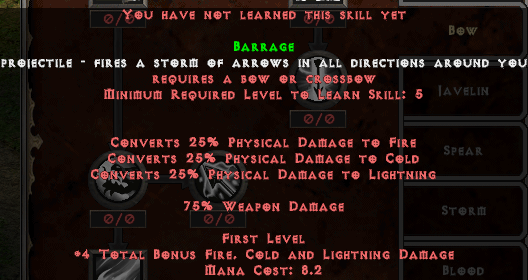 You have not learned this skill yet
Barrage
Projectile - fires a storm of arrows in all directions around you
requires a bow or crossbow
Minimum Required Level to Learn Skill: 5
0/0
Converts 25% Physical Damage to Fire
Converts 25% Physical Damage to Cold
Converts 25% Physical Damage to Lightning
75% Weapon Damage
0/0
0/0
First Level
+4 Total Bonus Fire, Cold and Lightning Damage
Mana Cost: 8.2
Bow
Javelin
Spear
Storm
Blood